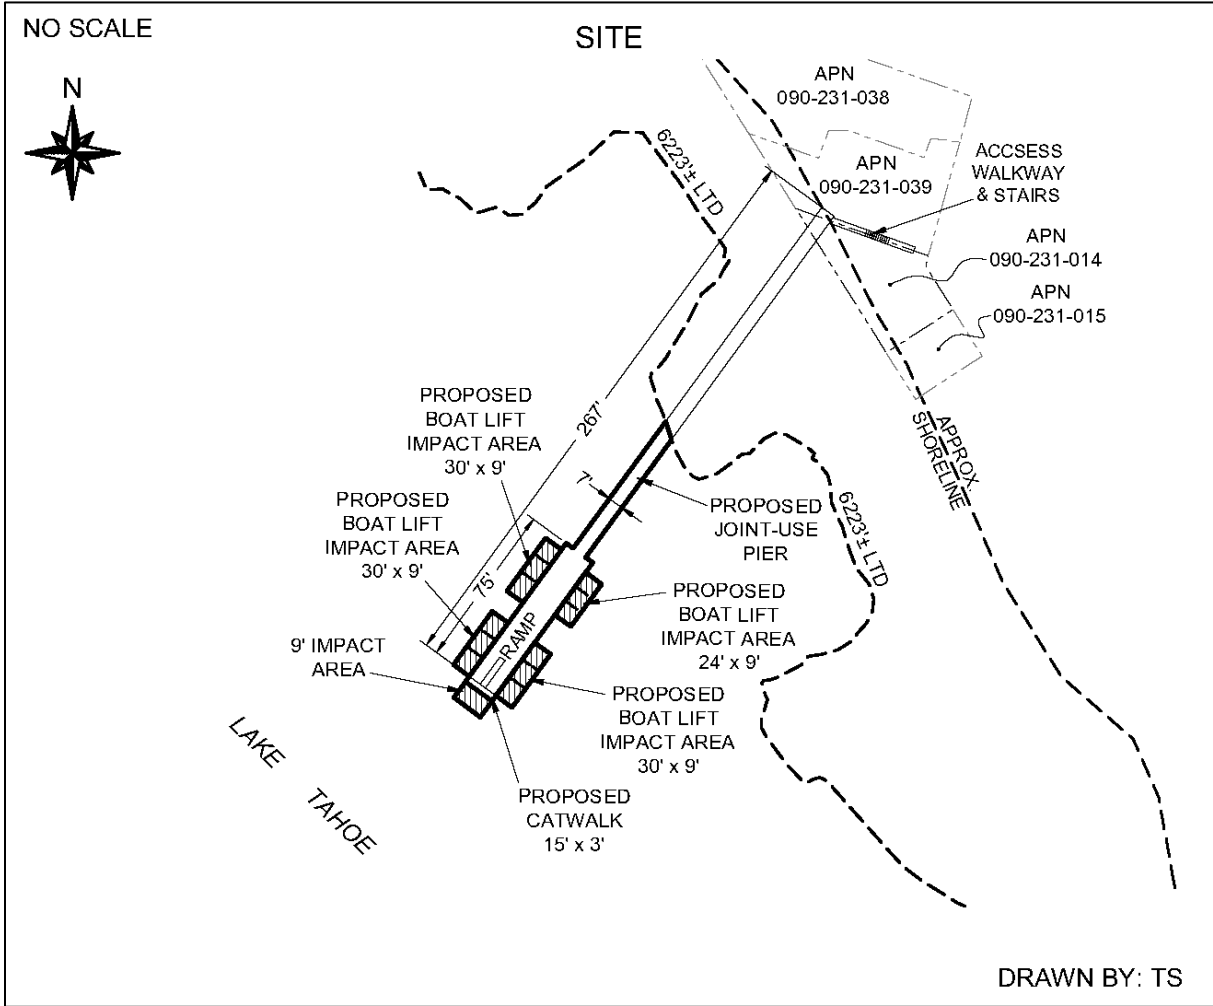 NO SCALE
SITE
N
APN
090-231-038
6223'± LTD
APN
090-231-039
ACCSESS
WALKWAY
& STAIRS
APN
090-231-014
APN
090-231-015
PROPOSED
BOAT LIFT
IMPACT AREA
30' x 9'
267'
APPROX.
SHORELINE
PROPOSED
BOAT LIFT
IMPACT AREA
30' x 9'
7'
PROPOSED
JOINT-USE
PIER
6223'± LTD
75'
RAMP
PROPOSED
BOAT LIFT
IMPACT AREA
24' x 9'
9' IMPACT
AREA
PROPOSED
BOAT LIFT
IMPACT AREA
30' x 9'
LAKE TAHOE
PROPOSED
CATWALK
15' x 3'
DRAWN BY: TS